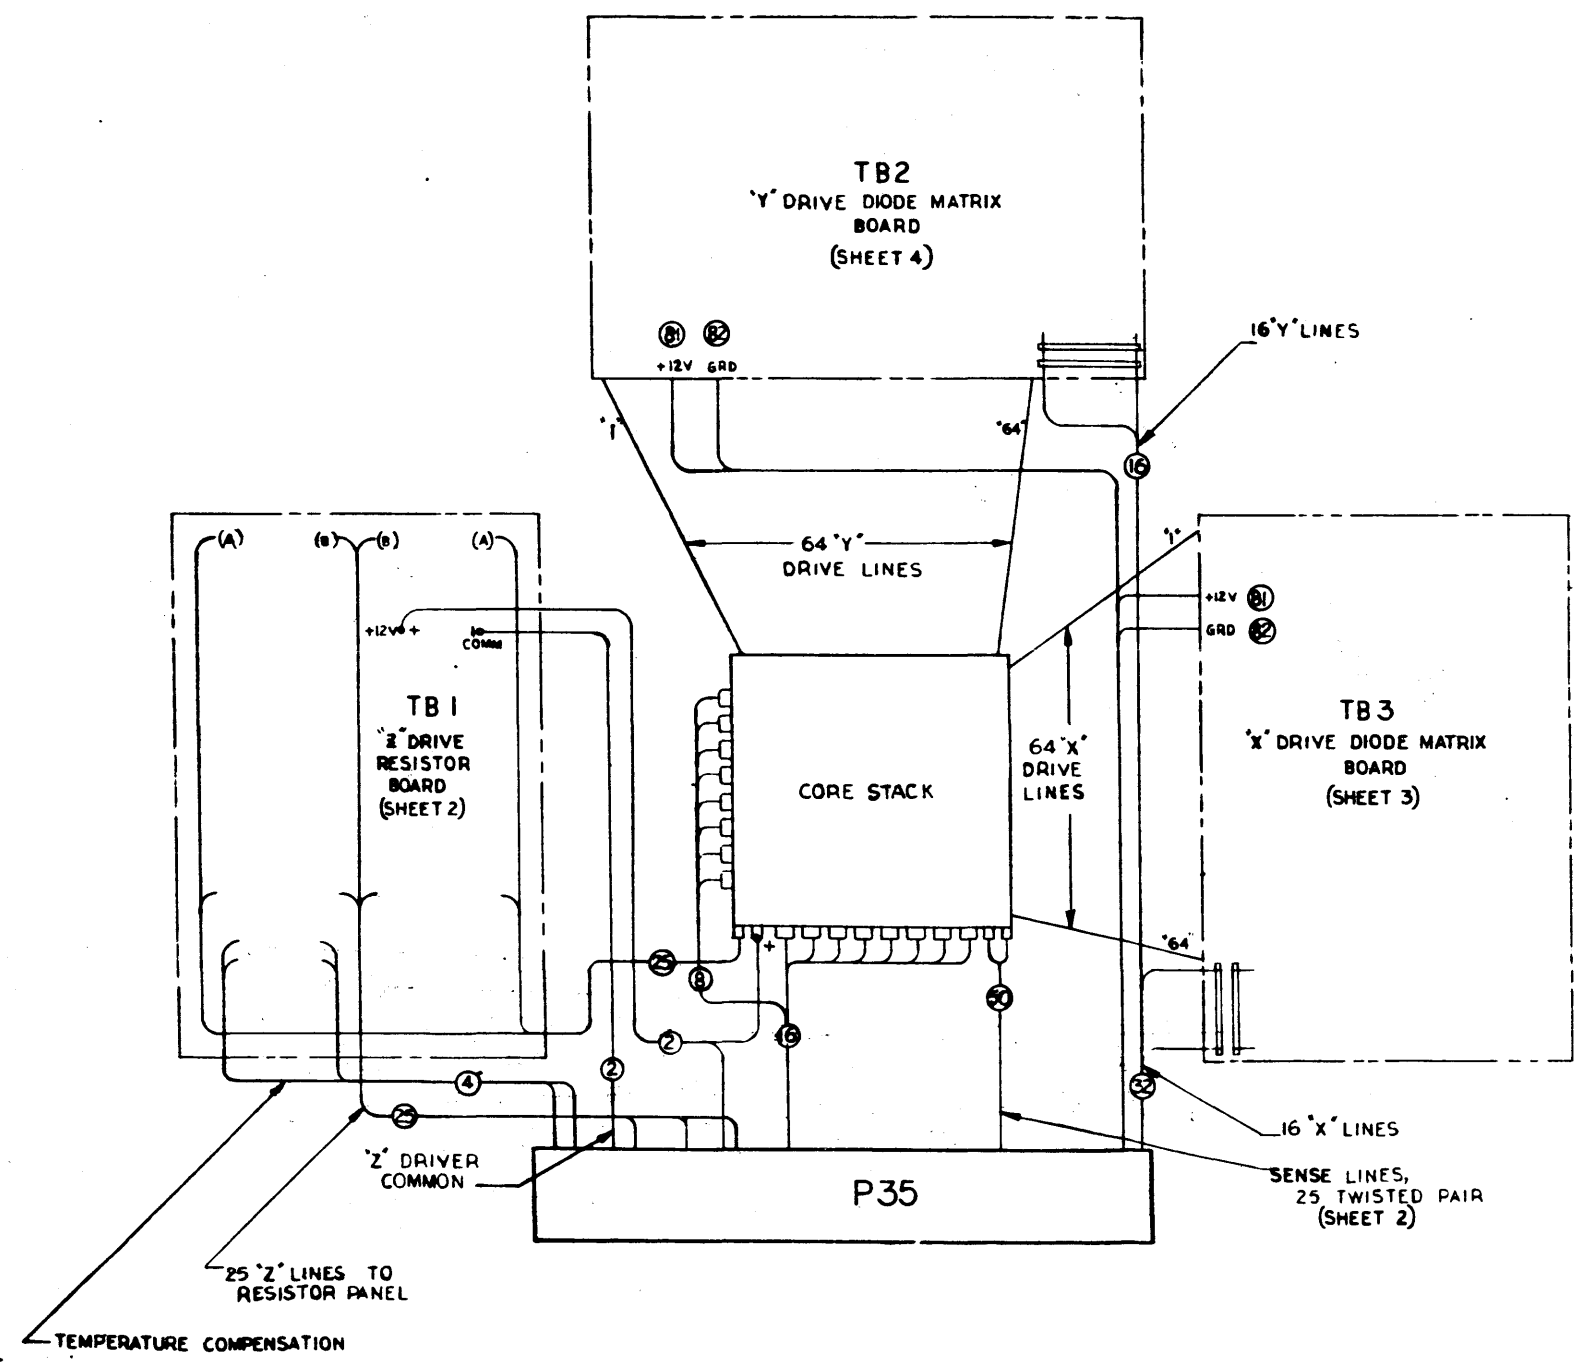 TB2
"Y" DRIVE DIODE MATRIX
BOARD
(SHEET 4)
B1 B2
+12V GRD
16 "Y" LINES
"1"
"64"
16
64 "Y"
DRIVE LINES
(A) (B) (B) (A)
+12V +
COMM
TB 1
"Z" DRIVE
RESISTOR
BOARD
(SHEET 2)
"1"
+12V B1
GRD B2
TB3
"X" DRIVE DIODE MATRIX
BOARD
(SHEET 3)
64 "X"
DRIVE
LINES
CORE STACK
+
"64"
25
8
50
2
16
2
4
32
25
16 "X" LINES
"Z" DRIVER
COMMON
P35
SENSE LINES,
25 TWISTED PAIR
(SHEET 2)
25 "Z" LINES TO
RESISTOR PANEL
TEMPERATURE COMPENSATION